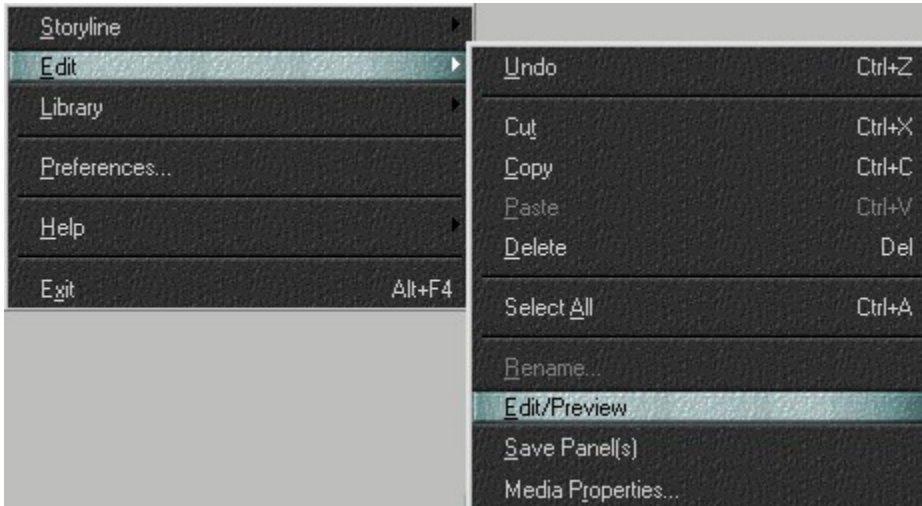 Storyline
Edit
Library
Preferences...
Help
Exit Alt+F4
Undo Ctrl+Z
Cut Ctrl+X
Copy Ctrl+C
Paste Ctrl+V
Delete Del
Select All Ctrl+A
Rename...
Edit/Preview
Save Panel(s)
Media Properties...